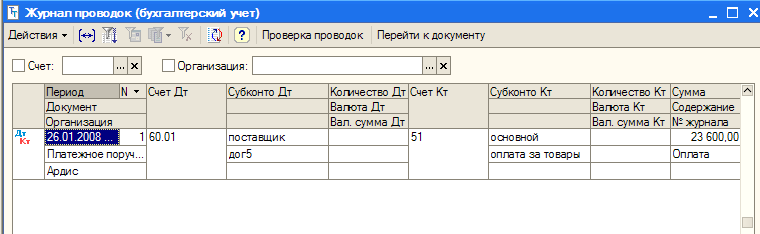 Журнал проводок (бухгалтерский учет)
Действия Проверка проводок Перейти к документу
Счет: ... x Организация: ... x
Период N Счет Дт Субконто Дт Количество Дт Счет Кт Субконто Кт Количество Кт Сумма
Документ Валюта Дт Валюта Кт Содержание
Организация Вал. сумма Дт Вал. сумма Кт № журнала
Дт Кт 26.01.2008 ... 1 60.01 поставщик 51 основной 23 600,00
Платежное поруч... дог5 оплата за товары Оплата
Ардис